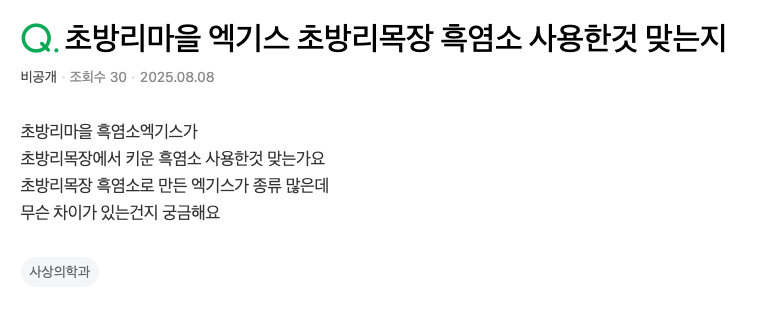 Q. 초방리마을 엑기스 초방리목장 흑염소 사용한것 맞는지
비공개 · 조회수 30 · 2025.08.08
초방리마을 흑염소엑기스가
초방리목장에서 키운 흑염소 사용한것 맞는가요
초방리목장 흑염소로 만든 엑기스가 종류 많은데
무슨 차이가 있는건지 궁금해요
사상의학과